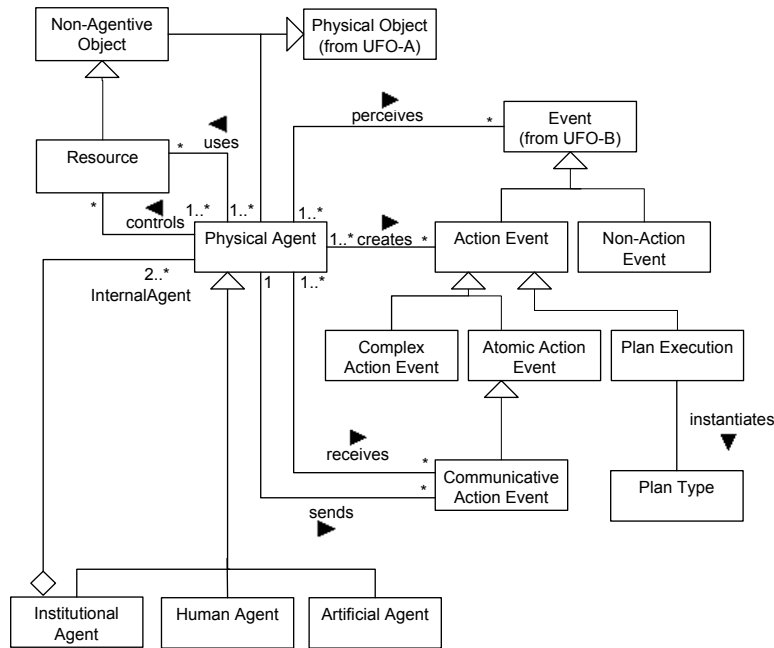 Non-Agentive
Object
Physical Object
(from UFO-A)
perceives
*
Event
(from UFO-B)
uses
*
Resource
*
controls
1..*
1..*
1..*
Physical Agent
1..*
creates
*
Action Event
Non-Action
Event
2..*
InternalAgent
1
1..*
Complex
Action Event
Atomic Action
Event
Plan Execution
instantiates
receives
*
*
Communicative
Action Event
Plan Type
sends
Institutional
Agent
Human Agent
Artificial Agent